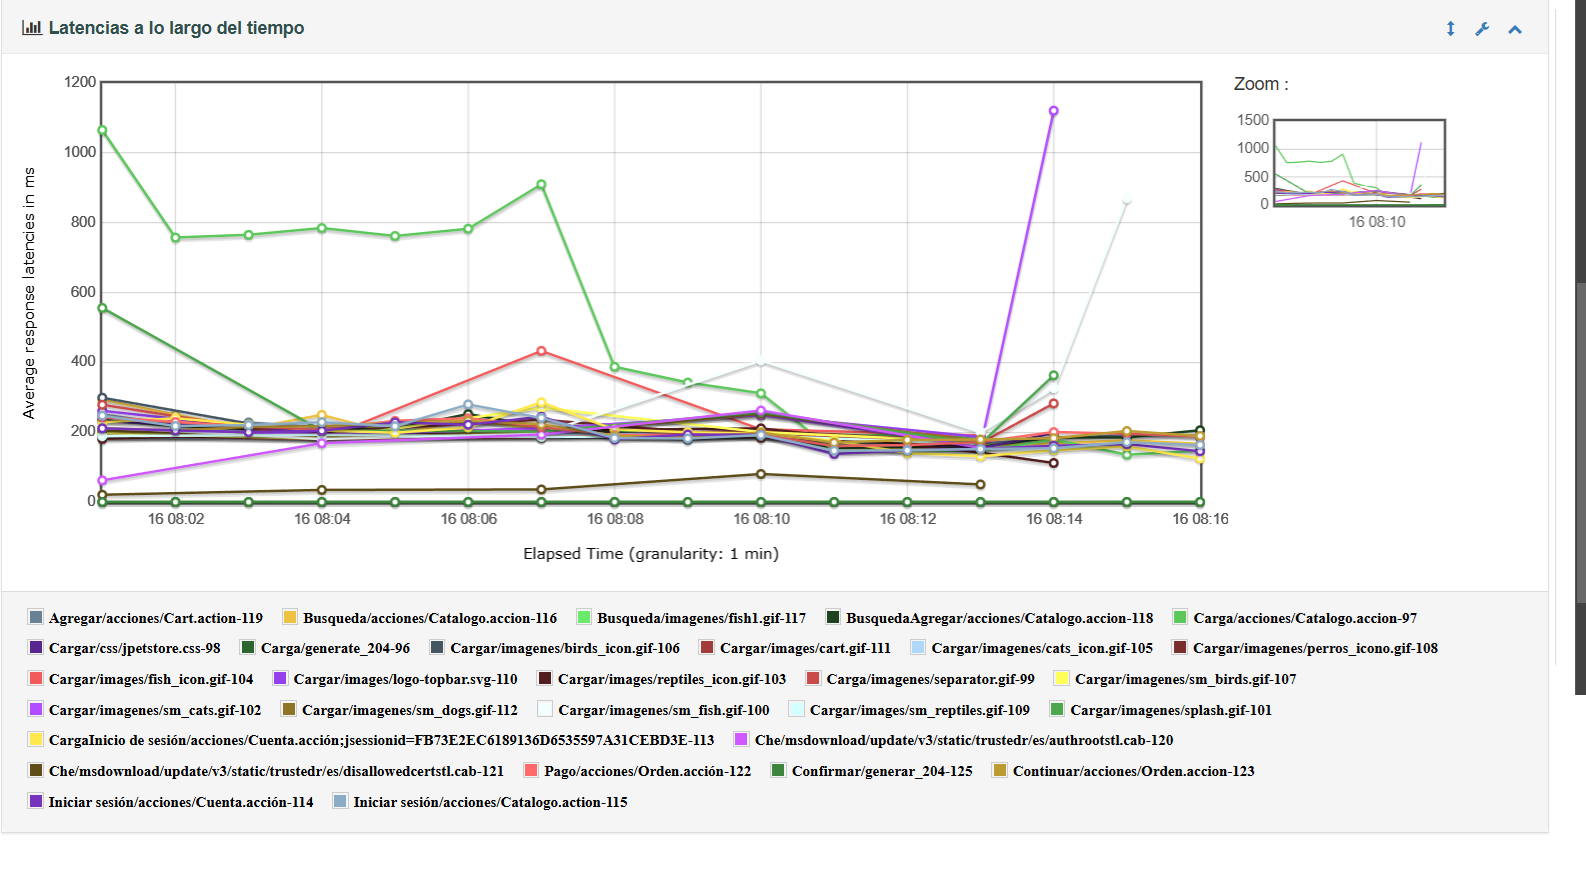 Latencias a lo largo del tiempo
Zoom :
1200
1000
800
600
400
200
0
Average response latencies in ms
16 08:02 16 08:04 16 08:06 16 08:08 16 08:10 16 08:12 16 08:14 16 08:16
Elapsed Time (granularity: 1 min)
1500
1000
500
0
16 08:10
Agregar/acciones/Cart.action-119 Busqueda/acciones/Catalogo.accion-116 Busqueda/imagenes/fish1.gif-117 BusquedaAgregar/acciones/Catalogo.accion-118 Carga/acciones/Catalogo.accion-97
Cargar/css/jpetstore.css-98 Carga/generate_204-96 Cargar/imagenes/birds_icon.gif-106 Cargar/images/cart.gif-111 Cargar/imagenes/cats_icon.gif-105 Cargar/imagenes/perros_icono.gif-108
Cargar/images/fish_icon.gif-104 Cargar/images/logo-topbar.svg-110 Cargar/images/reptiles_icon.gif-103 Carga/imagenes/separator.gif-99 Cargar/imagenes/sm_birds.gif-107
Cargar/imagenes/sm_cats.gif-102 Cargar/imagenes/sm_dogs.gif-112 Cargar/imagenes/sm_fish.gif-100 Cargar/images/sm_reptiles.gif-109 Cargar/imagenes/splash.gif-101
CargaInicio de sesión/acciones/Cuenta.acción;jsessionid=FB73E2EC6189136D6535597A31CEBD3E-113 Che/msdownload/update/v3/static/trustedr/es/authrootstl.cab-120
Che/msdownload/update/v3/static/trustedr/es/disallowedcertstl.cab-121 Pago/acciones/Orden.acción-122 Confirmar/generar_204-125 Continuar/acciones/Orden.accion-123
Iniciar sesión/acciones/Cuenta.acción-114 Iniciar sesión/acciones/Catalogo.action-115